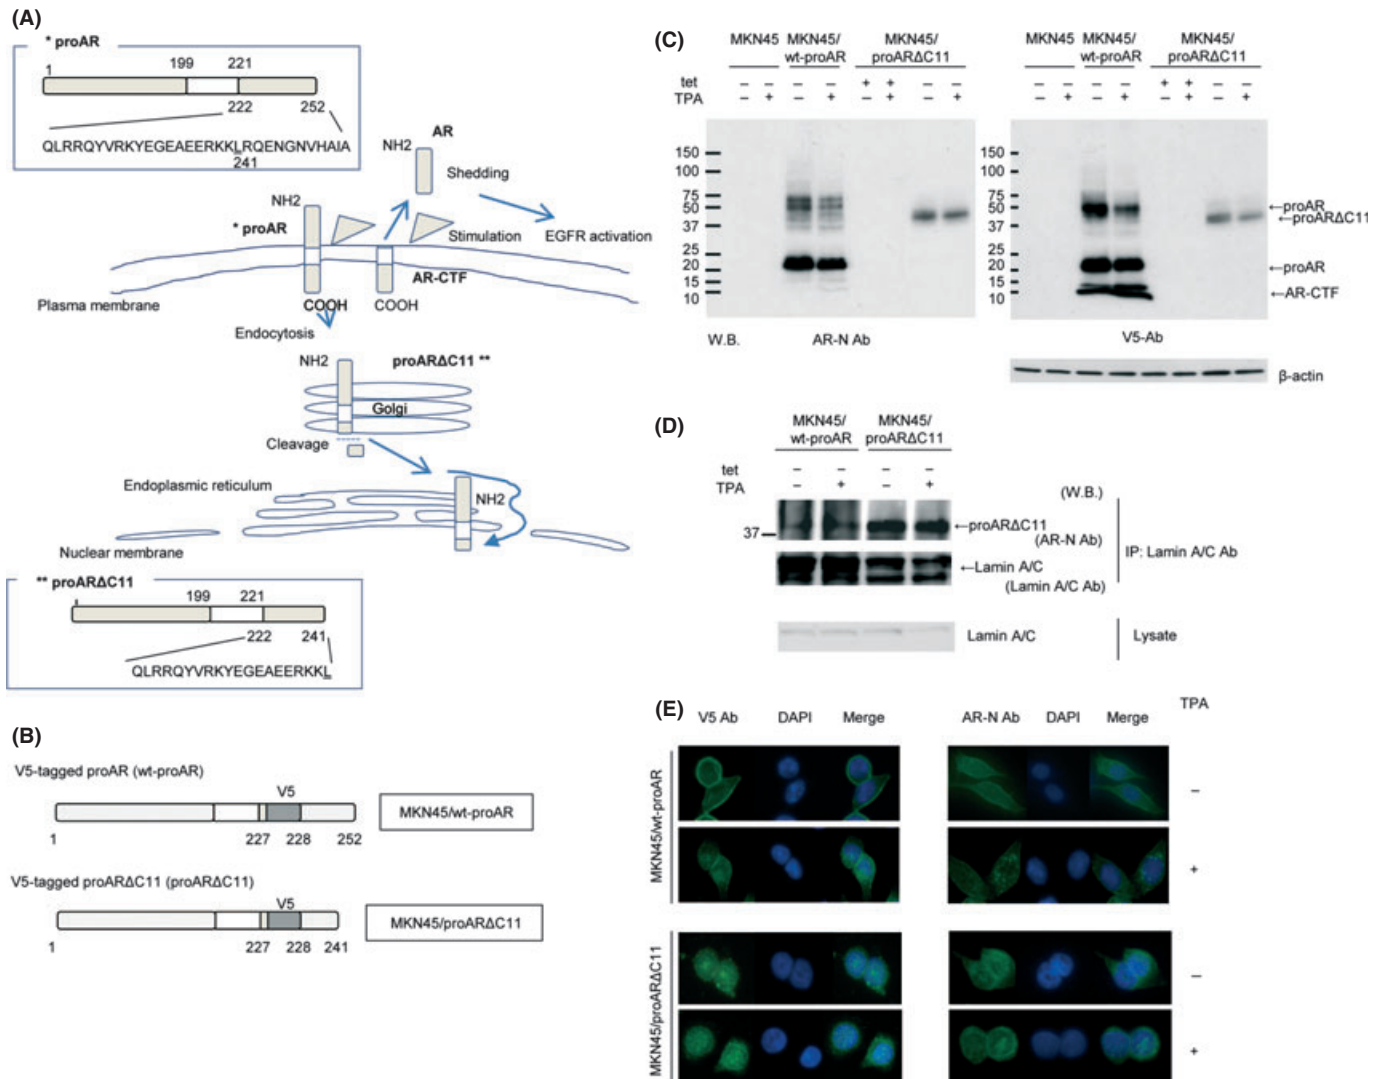 (A)
* proAR
1 199 221
222 252
QLRRQYVRKYEGEAEERKKLRQENGNVHAIA
241
AR
NH2
Shedding
NH2
* proAR
Stimulation
EGFR activation
AR-CTF
Plasma membrane
COOH COOH
Endocytosis
NH2
proARΔC11 **
Golgi
Cleavage
Endoplasmic reticulum
NH2
Nuclear membrane
** proARΔC11
199 221
222 241
QLRRQYVRKYEGEAEERKKL
(B)
V5-tagged proAR (wt-proAR)
V5
MKN45/wt-proAR
1 227 228 252
V5-tagged proARΔC11 (proARΔC11)
V5
MKN45/proARΔC11
1 227 228 241
(C)
MKN45 MKN45/ wt-proAR MKN45/ proARΔC11
tet – – – – + + – –
TPA – + – + – + – +
150
100
75
50
37
25
20
15
10
W.B. AR-N Ab
MKN45 MKN45/ wt-proAR MKN45/ proARΔC11
– – – – + + – –
– + – + – + – +
150
100
75
50
37
25
20
15
10
←proAR
←proARΔC11
←proAR
←AR-CTF
V5-Ab
β-actin
(D)
MKN45/ wt-proAR MKN45/ proARΔC11
tet – – – –
TPA – + – +
(W.B.)
37
←proARΔC11
(AR-N Ab)
IP: Lamin A/C Ab
←Lamin A/C
(Lamin A/C Ab)
Lamin A/C Lysate
(E)
V5 Ab DAPI Merge AR-N Ab DAPI Merge TPA
MKN45/wt-proAR
–
+
MKN45/proARΔC11
–
+